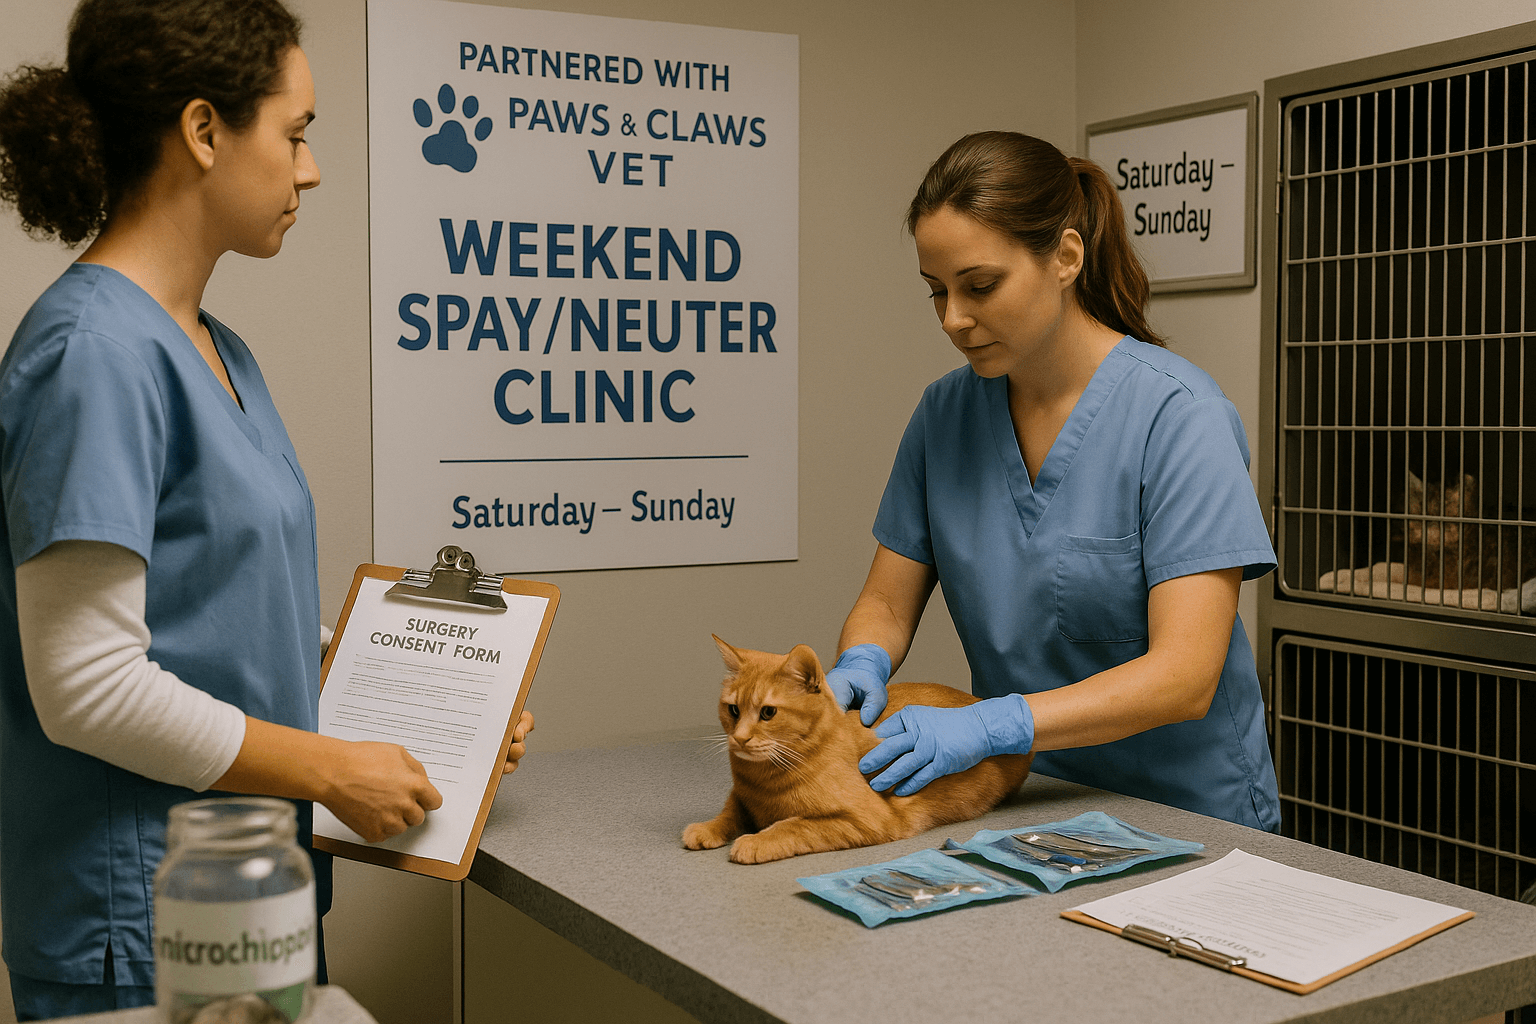 PARTNERED WITH
PAWS & CLAWS
VET
WEEKEND
SPAY/NEUTER
CLINIC
Saturday – Sunday
Saturday –
Sunday
SURGERY
CONSENT FORM